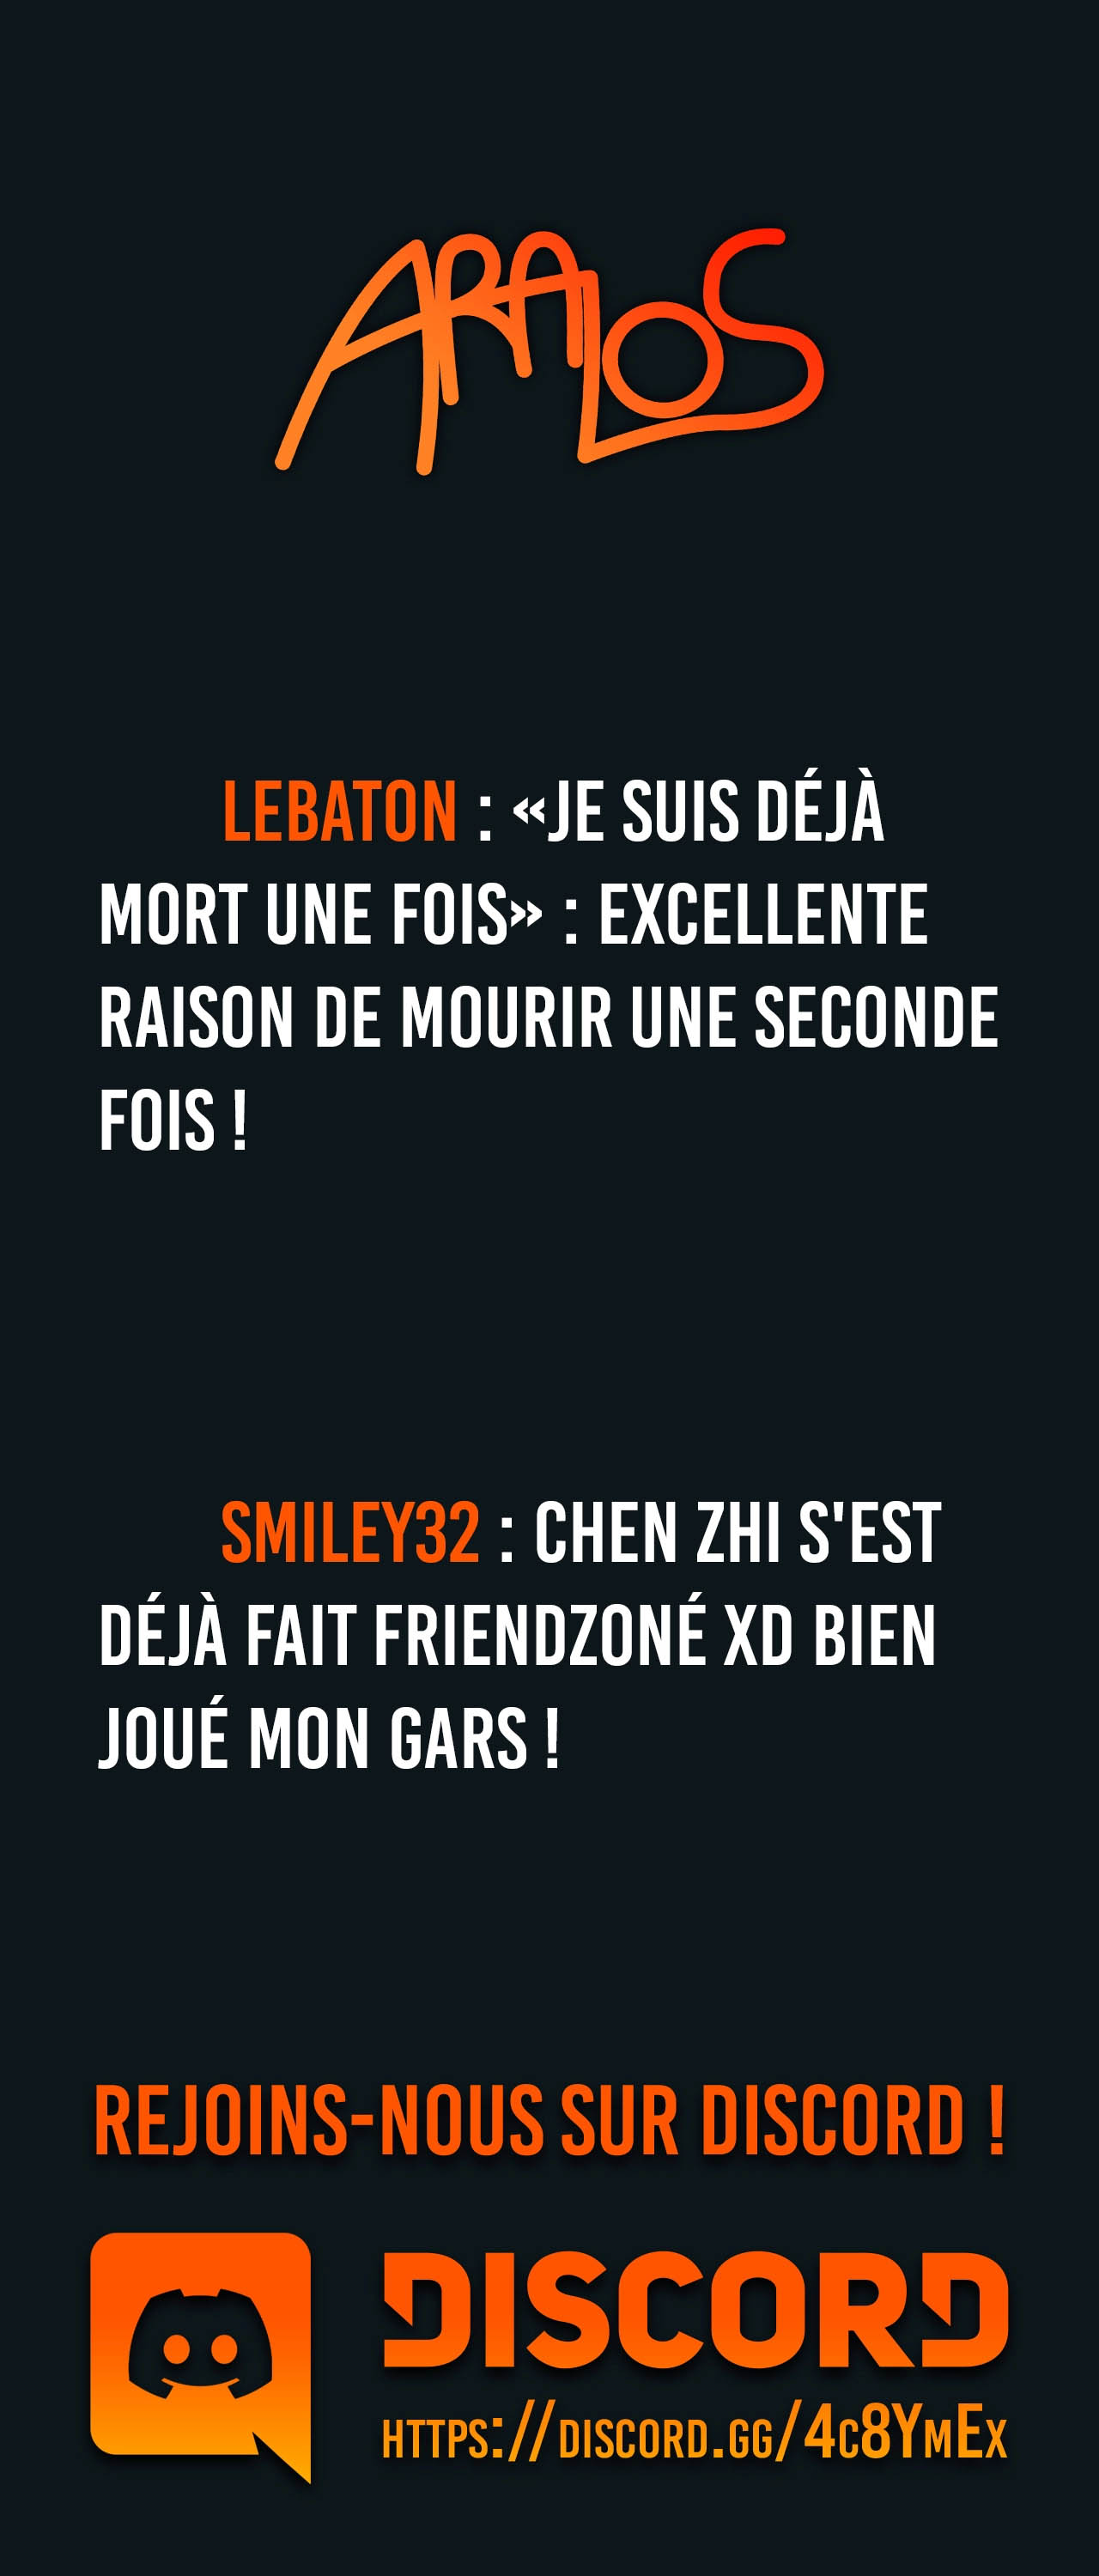 ARALOS
LEBATON : «JE SUIS DÉJÀ
MORT UNE FOIS» : EXCELLENTE
RAISON DE MOURIR UNE SECONDE
FOIS !
SMILEY32 : CHEN ZHI S'EST
DÉJÀ FAIT FRIENDZONÉ XD BIEN
JOUÉ MON GARS !
REJOINS-NOUS SUR DISCORD !
DISCORD
https://discord.gg/4c8YmEx